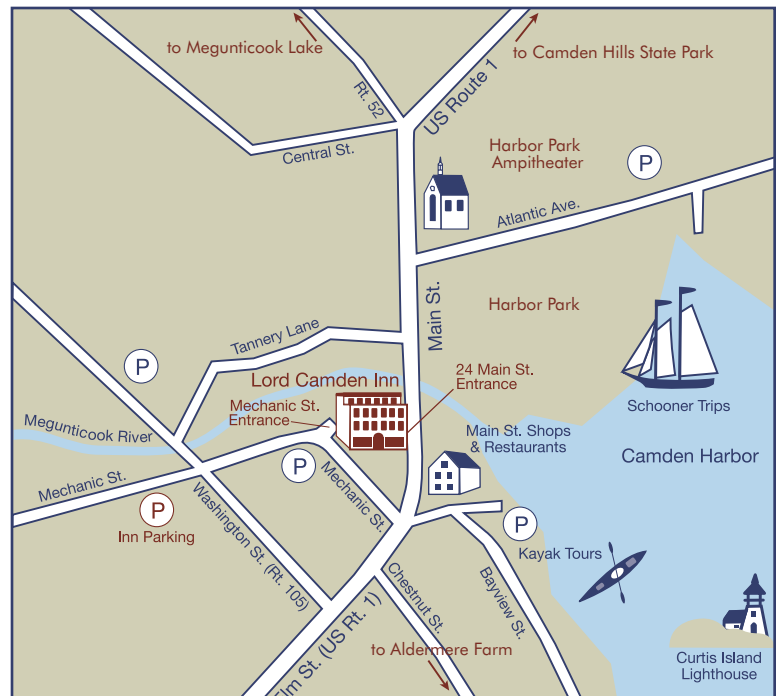 to Megunticook Lake
to Camden Hills State Park
Rt. 52
US Route 1
Central St.
Harbor Park
Ampitheater
P
Atlantic Ave.
Main St.
Harbor Park
Tannery Lane
P
Lord Camden Inn
24 Main St.
Entrance
Mechanic St.
Entrance
Schooner Trips
Megunticook River
Main St. Shops
& Restaurants
Camden Harbor
Mechanic St.
P
Mechanic St.
P
Inn Parking
Washington St. (Rt. 105)
P
Kayak Tours
Bayview St.
Chestnut St.
Elm St. (US Rt. 1)
to Aldermere Farm
Curtis Island
Lighthouse